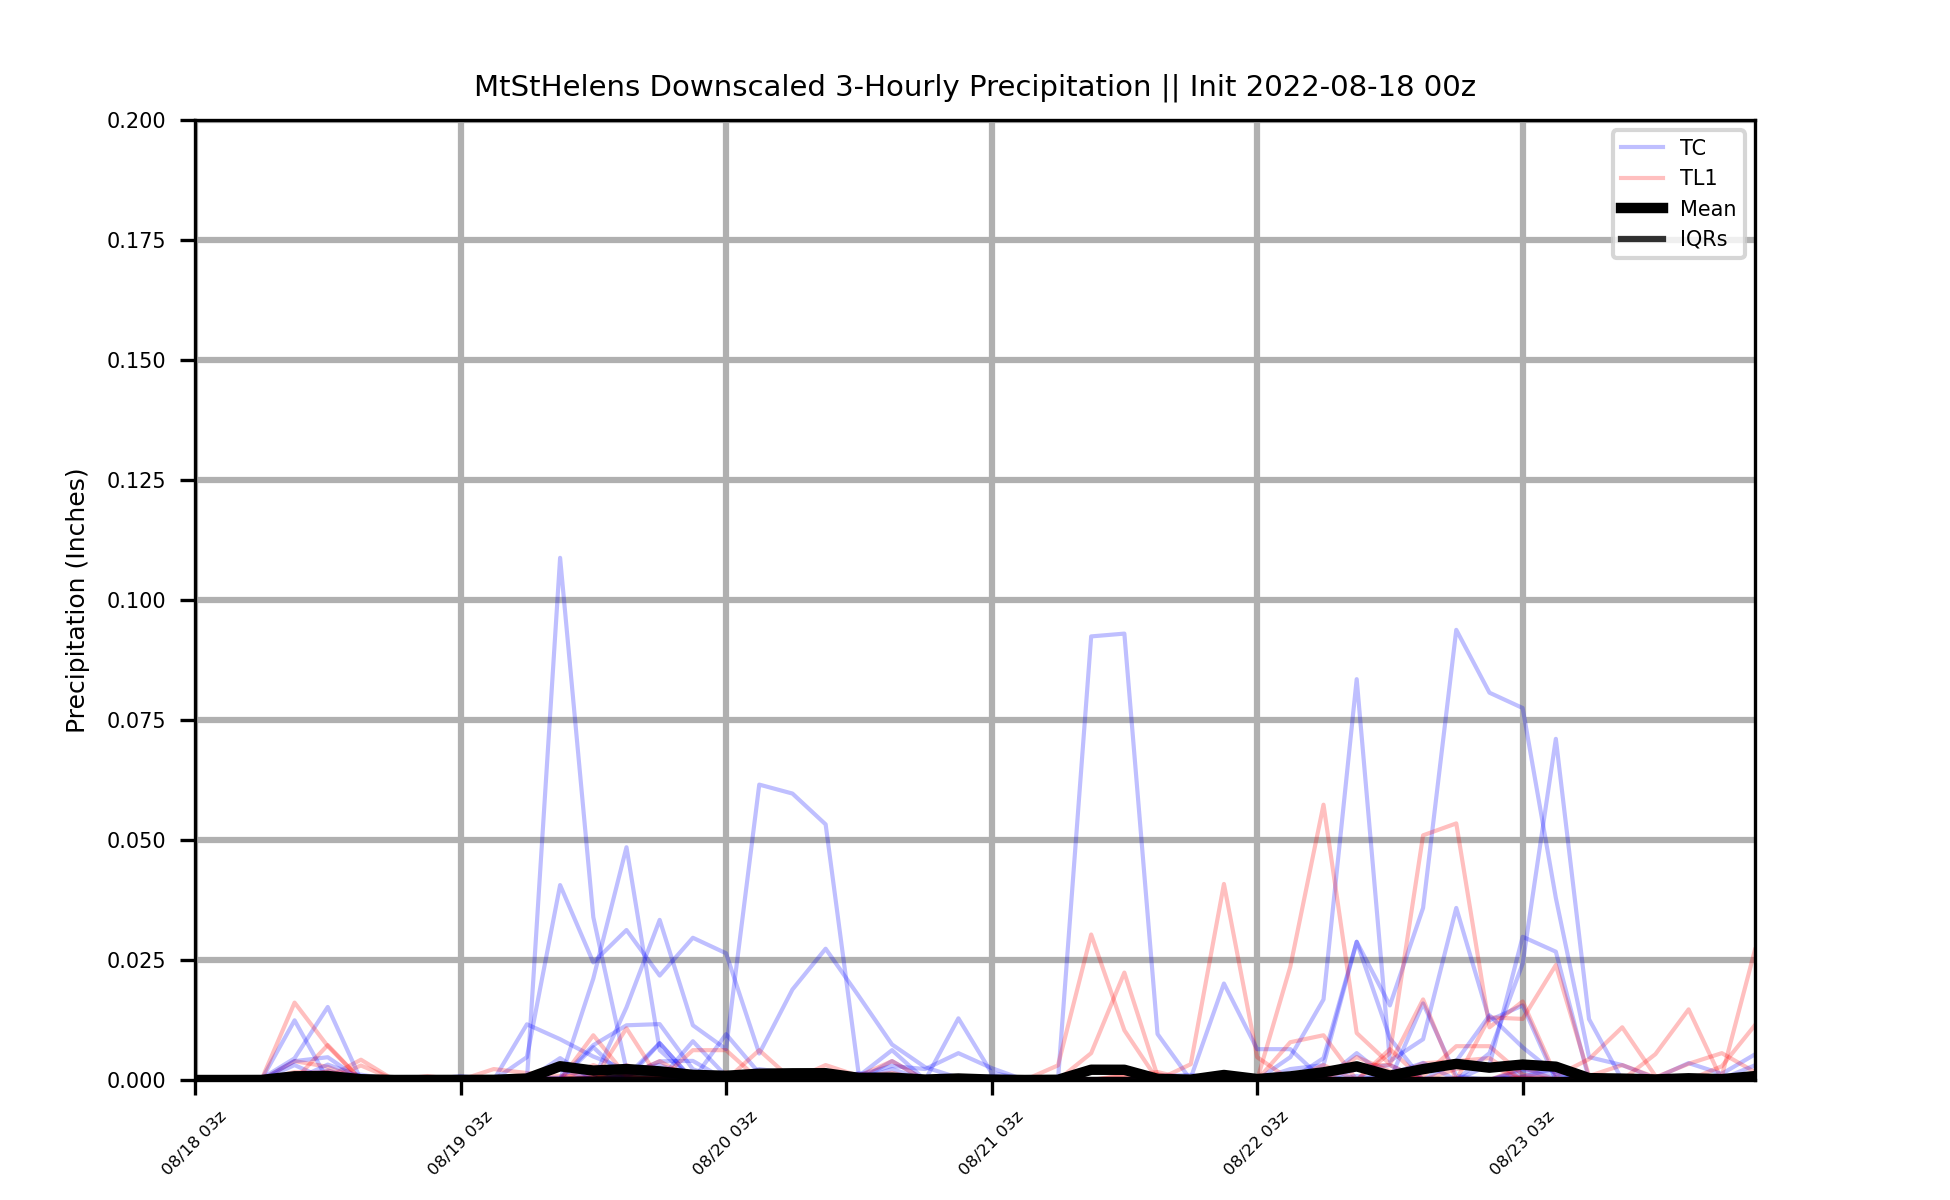 MtStHelens Downscaled 3-Hourly Precipitation || Init 2022-08-18 00z
TC
TL1
Mean
IQRs
Precipitation (Inches)
0.200
0.175
0.150
0.125
0.100
0.075
0.050
0.025
0.000
08/18 03z
08/19 03z
08/20 03z
08/21 03z
08/22 03z
08/23 03z